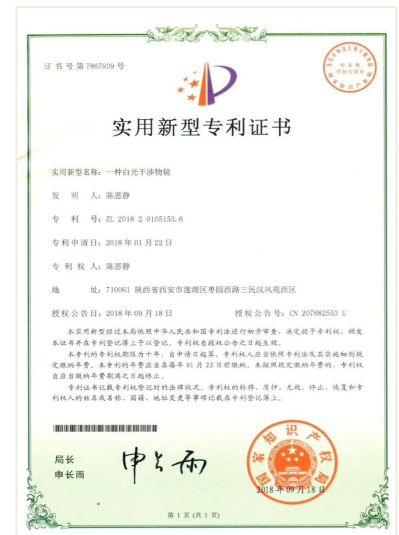 证书号第7867939号
实用新型专利证书
实用新型名称：一种白光干涉物镜
发明人：陈恩静
专利号：ZL 2018 2 0105153.6
专利申请日：2018年01月22日
专利权人：陈恩静
地址：710061 陕西省西安市莲湖区枣园西路三民汉风苑西区
授权公告日：2018年09月18日 授权公告号：CN 207882553 U
本实用新型经过本局依照中华人民共和国专利法进行初步审查，决定授予专利权，颁发
本证书并在专利登记簿上予以登记，专利权自授权公告之日起生效。
本专利的专利权期限为十年，自申请日起算。专利权人应当依照专利法及其实施细则规
定缴纳年费。本专利的年费应当在每年01月22日前缴纳。未按照规定缴纳年费的，专利权
自应当缴纳年费期满之日起终止。
专利证书记载专利权登记时的法律状况。专利权的转移、质押、无效、终止、恢复和专
利权人的姓名或名称、国籍、地址变更等事项记载在专利登记簿上。
局长
申长雨
申长雨
国家知识产权局
2018年09月18日
第1页（共1页）